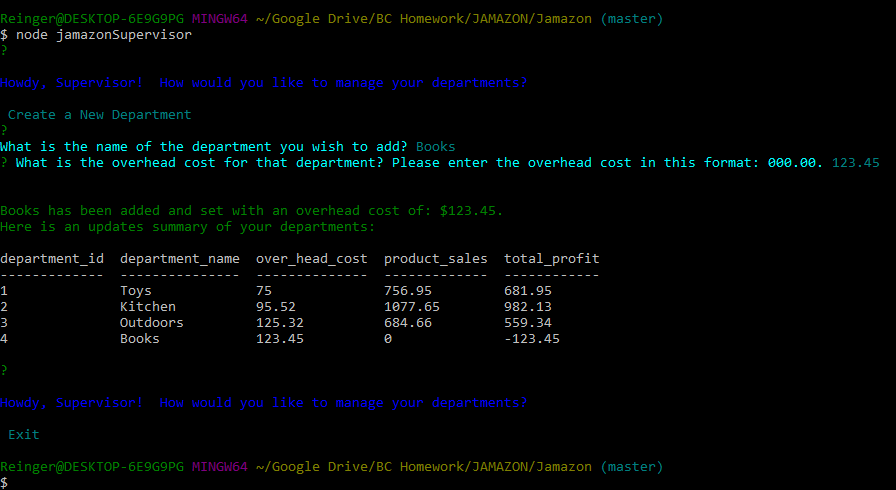 Reinger@DESKTOP-6E9G9PG MINGW64 ~/Google Drive/BC Homework/JAMAZON/Jamazon (master)
$ node jamazonSupervisor
?
Howdy, Supervisor!  How would you like to manage your departments?
 Create a New Department
?
What is the name of the department you wish to add? Books
? What is the overhead cost for that department? Please enter the overhead cost in this format: 000.00. 123.45
Books has been added and set with an overhead cost of: $123.45.
Here is an updates summary of your departments:
department_id  department_name  over_head_cost  product_sales  total_profit
-------------  ---------------  --------------  -------------  ------------
1              Toys             75              756.95         681.95
2              Kitchen          95.52           1077.65        982.13
3              Outdoors         125.32          684.66         559.34
4              Books            123.45          0              -123.45
?
Howdy, Supervisor!  How would you like to manage your departments?
 Exit
Reinger@DESKTOP-6E9G9PG MINGW64 ~/Google Drive/BC Homework/JAMAZON/Jamazon (master)
$